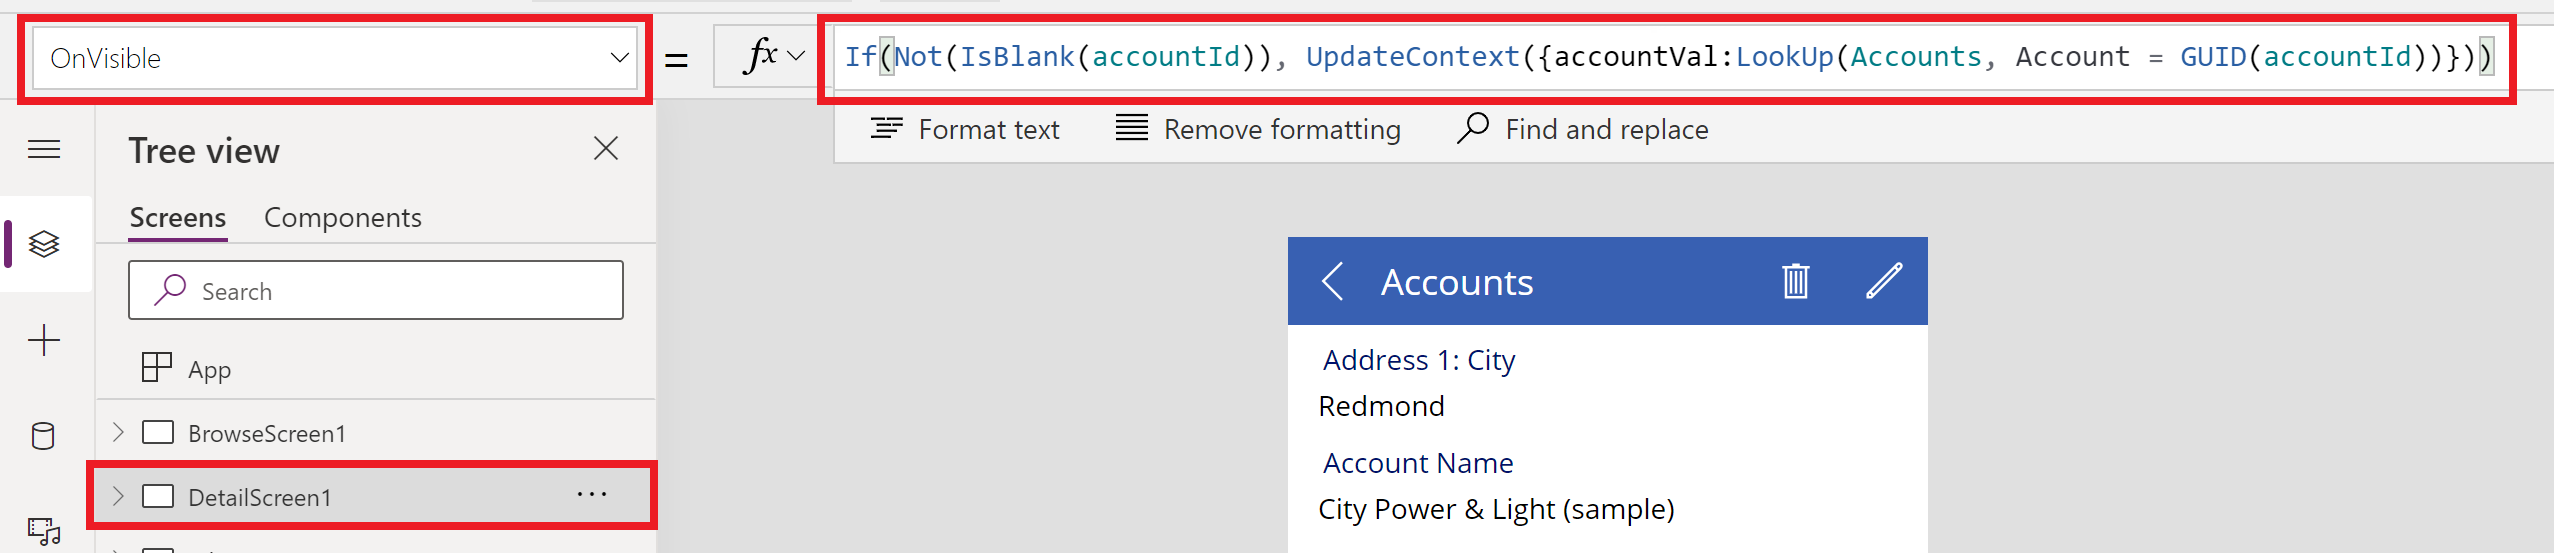 OnVisible = fx If(Not(IsBlank(accountId)), UpdateContext({accountVal:LookUp(Accounts, Account = GUID(accountId))}))
Format text Remove formatting Find and replace
Tree view
Screens Components
Search
App
BrowseScreen1
DetailScreen1 ...
Accounts
Address 1: City
Redmond
Account Name
City Power & Light (sample)